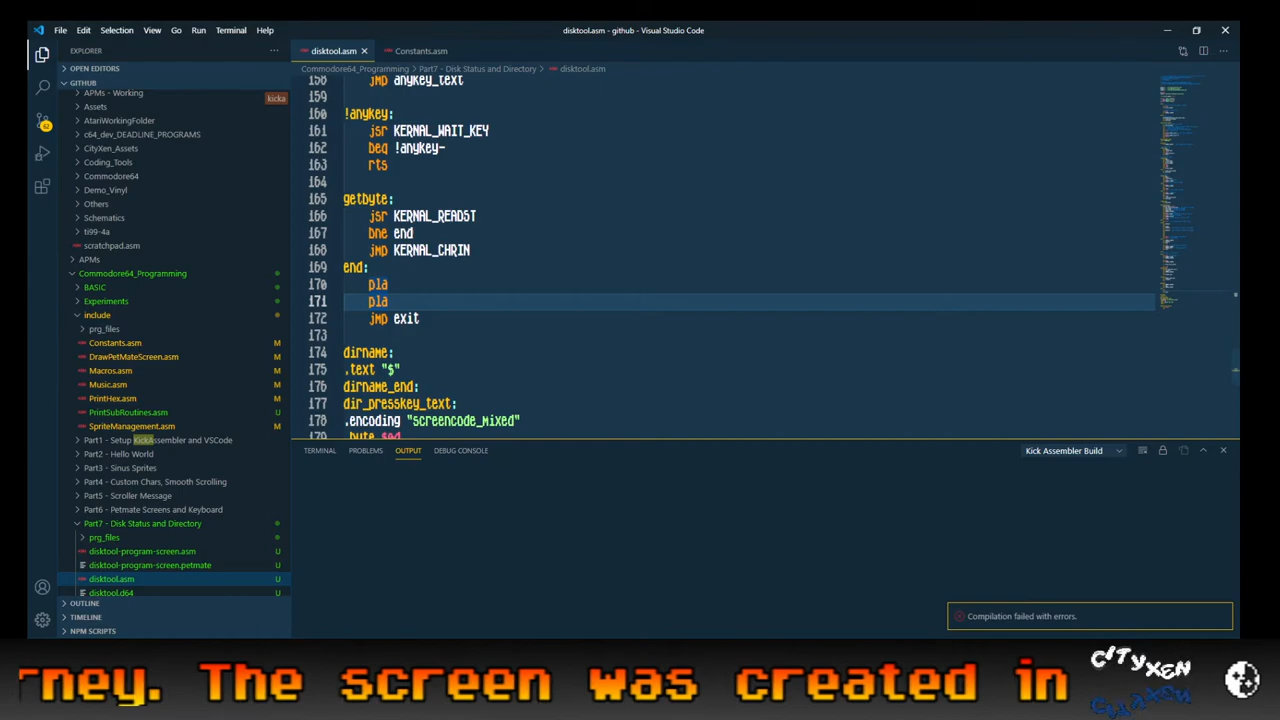 File Edit Selection View Go Run Terminal Help
disktool.asm - github - Visual Studio Code
EXPLORER
OPEN EDITORS
GITHUB
kicka
APMs - Working
Assets
AtariWorkingFolder
c64_dev_DEADLINE_PROGRAMS
CityXen_Assets
Coding_Tools
Commodore64
Demo_Vinyl
Others
Schematics
ti99-4a
scratchpad.asm
APMs
Commodore64_Programming
BASIC
Experiments
include
prg_files
Constants.asm M
DrawPetMateScreen.asm M
Macros.asm M
Music.asm M
PrintHex.asm M
PrintSubRoutines.asm U
SpriteManagement.asm M
Part1 - Setup KickAssembler and VSCode
Part2 - Hello World
Part3 - Sinus Sprites
Part4 - Custom Chars, Smooth Scrolling
Part5 - Scroller Message
Part6 - Petmate Screens and Keyboard
Part7 - Disk Status and Directory
prg_files
disktool-program-screen.asm U
disktool-program-screen.petmate U
disktool.asm U
disktool.d64 U
OUTLINE
TIMELINE
NPM SCRIPTS
62
disktool.asm Constants.asm
Commodore64_Programming > Part7 - Disk Status and Directory > disktool.asm
158 jmp anykey_text
159
160 !anykey:
161 jsr KERNAL_WAIT_KEY
162 beq !anykey-
163 rts
164
165 getbyte:
166 jsr KERNAL_READST
167 bne end
168 jmp KERNAL_CHRIN
169 end:
170 pla
171 pla
172 jmp exit
173
174 dirname:
175 .text "$"
176 dirname_end:
177 dir_presskey_text:
178 .encoding "screencode_mixed"
179 .byte $0d
TERMINAL PROBLEMS OUTPUT DEBUG CONSOLE
Kick Assembler Build
Compilation failed with errors.
rney. The screen was created in
CITYXEN